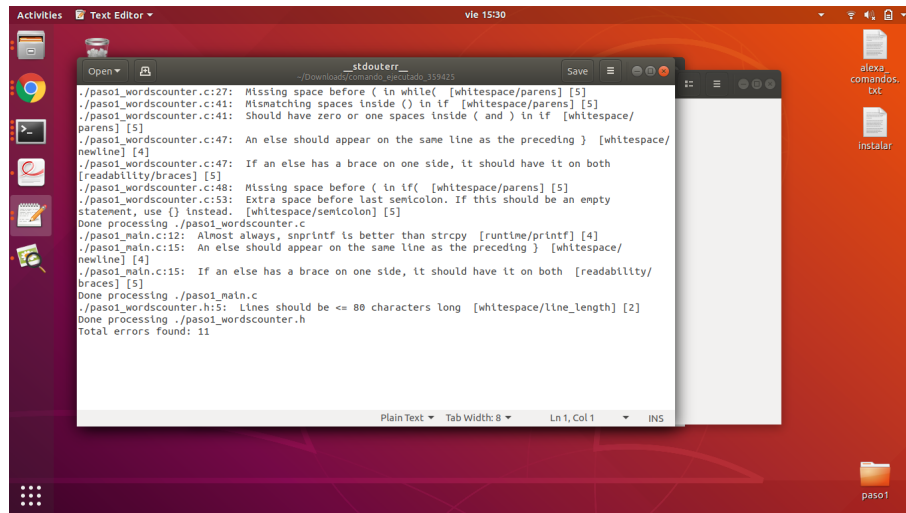 Activities Text Editor vie 15:30
Open __stdouterr__ Save
~/Downloads/comando_ejecutado_359425
./paso1_wordscounter.c:27:  Missing space before ( in while(  [whitespace/parens] [5]
./paso1_wordscounter.c:41:  Mismatching spaces inside () in if  [whitespace/parens] [5]
./paso1_wordscounter.c:41:  Should have zero or one spaces inside ( and ) in if  [whitespace/
parens] [5]
./paso1_wordscounter.c:47:  An else should appear on the same line as the preceding }  [whitespace/
newline] [4]
./paso1_wordscounter.c:47:  If an else has a brace on one side, it should have it on both
[readability/braces] [5]
./paso1_wordscounter.c:48:  Missing space before ( in if(  [whitespace/parens] [5]
./paso1_wordscounter.c:53:  Extra space before last semicolon. If this should be an empty
statement, use {} instead.  [whitespace/semicolon] [5]
Done processing ./paso1_wordscounter.c
./paso1_main.c:12:  Almost always, snprintf is better than strcpy  [runtime/printf] [4]
./paso1_main.c:15:  An else should appear on the same line as the preceding }  [whitespace/
newline] [4]
./paso1_main.c:15:  If an else has a brace on one side, it should have it on both  [readability/
braces] [5]
Done processing ./paso1_main.c
./paso1_wordscounter.h:5:  Lines should be <= 80 characters long  [whitespace/line_length] [2]
Done processing ./paso1_wordscounter.h
Total errors found: 11
Plain Text Tab Width: 8 Ln 1, Col 1 INS
alexa_
comandos.
txt
instalar
paso1